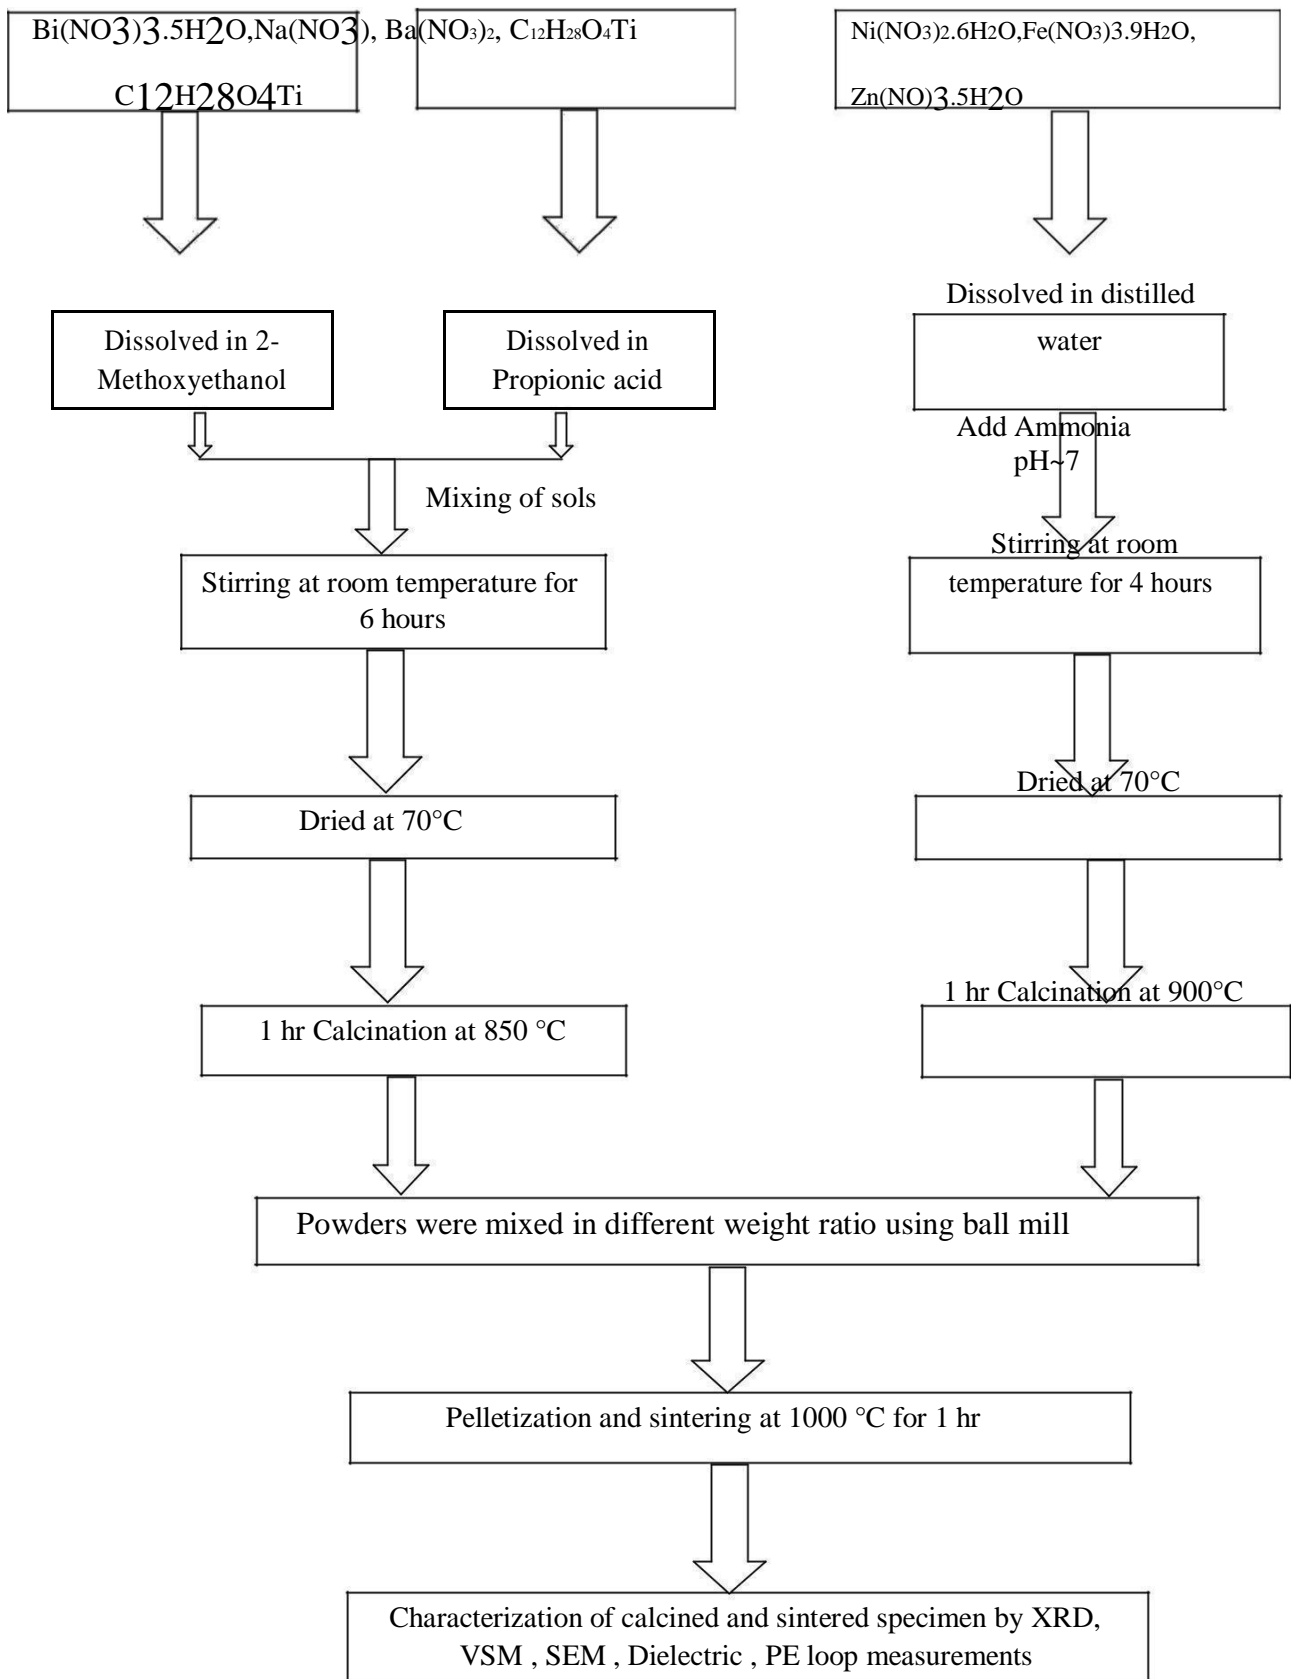 Bi(NO3)3.5H2O,Na(NO3), Ba(NO₃)₂, C₁₂H₂₈O₄Ti
C12H28O4Ti
Ni(NO3)2.6H2O,Fe(NO3)3.9H2O,
Zn(NO)3.5H2O
Dissolved in 2-
Methoxyethanol
Dissolved in
Propionic acid
Dissolved in distilled
water
Mixing of sols
Add Ammonia
pH~7
Stirring at room temperature for
6 hours
Stirring at room
temperature for 4 hours
Dried at 70°C
Dried at 70°C
1 hr Calcination at 850 °C
1 hr Calcination at 900°C
Powders were mixed in different weight ratio using ball mill
Pelletization and sintering at 1000 °C for 1 hr
Characterization of calcined and sintered specimen by XRD,
VSM , SEM , Dielectric , PE loop measurements